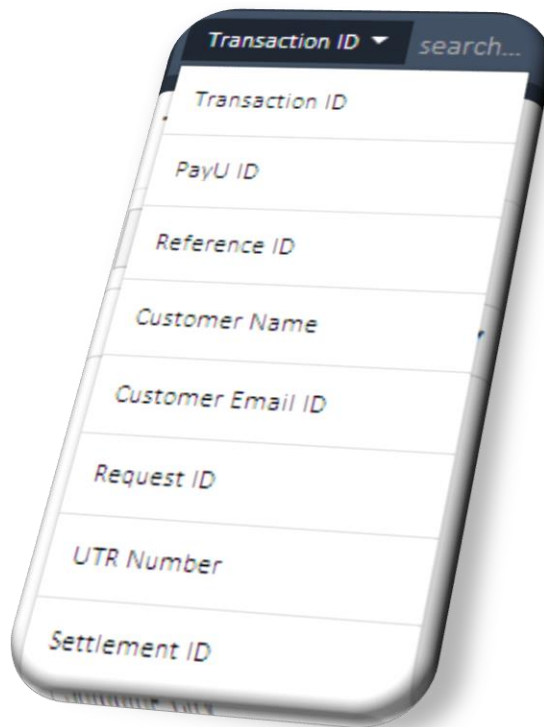 Transaction ID search...
Transaction ID
PayU ID
Reference ID
Customer Name
Customer Email ID
Request ID
UTR Number
Settlement ID